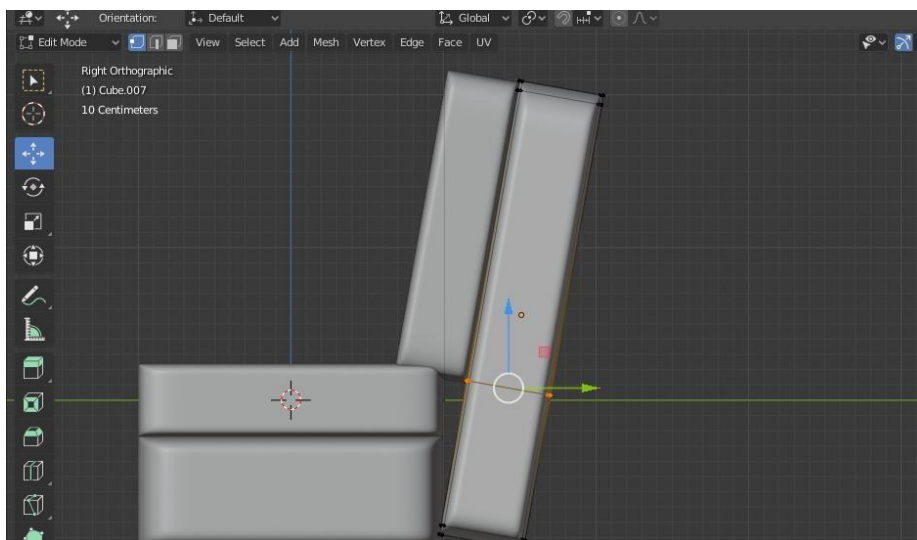 Orientation: Default Global
Edit Mode View Select Add Mesh Vertex Edge Face UV
Right Orthographic
(1) Cube.007
10 Centimeters